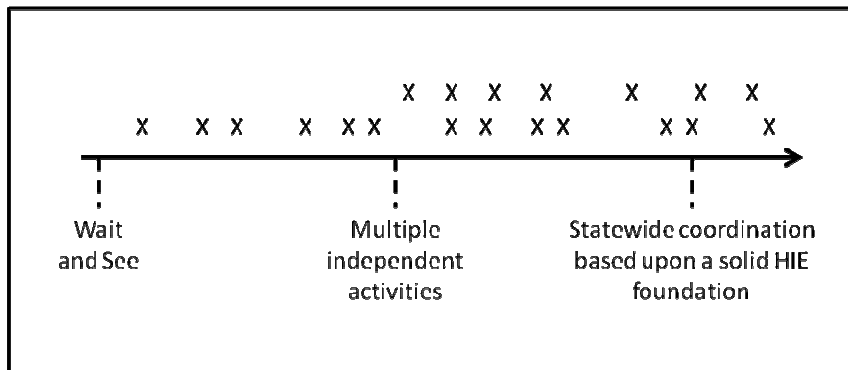 X X X X X X X
X X X X X X X X X X X X X
Wait
and See
Multiple
independent
activities
Statewide coordination
based upon a solid HIE
foundation